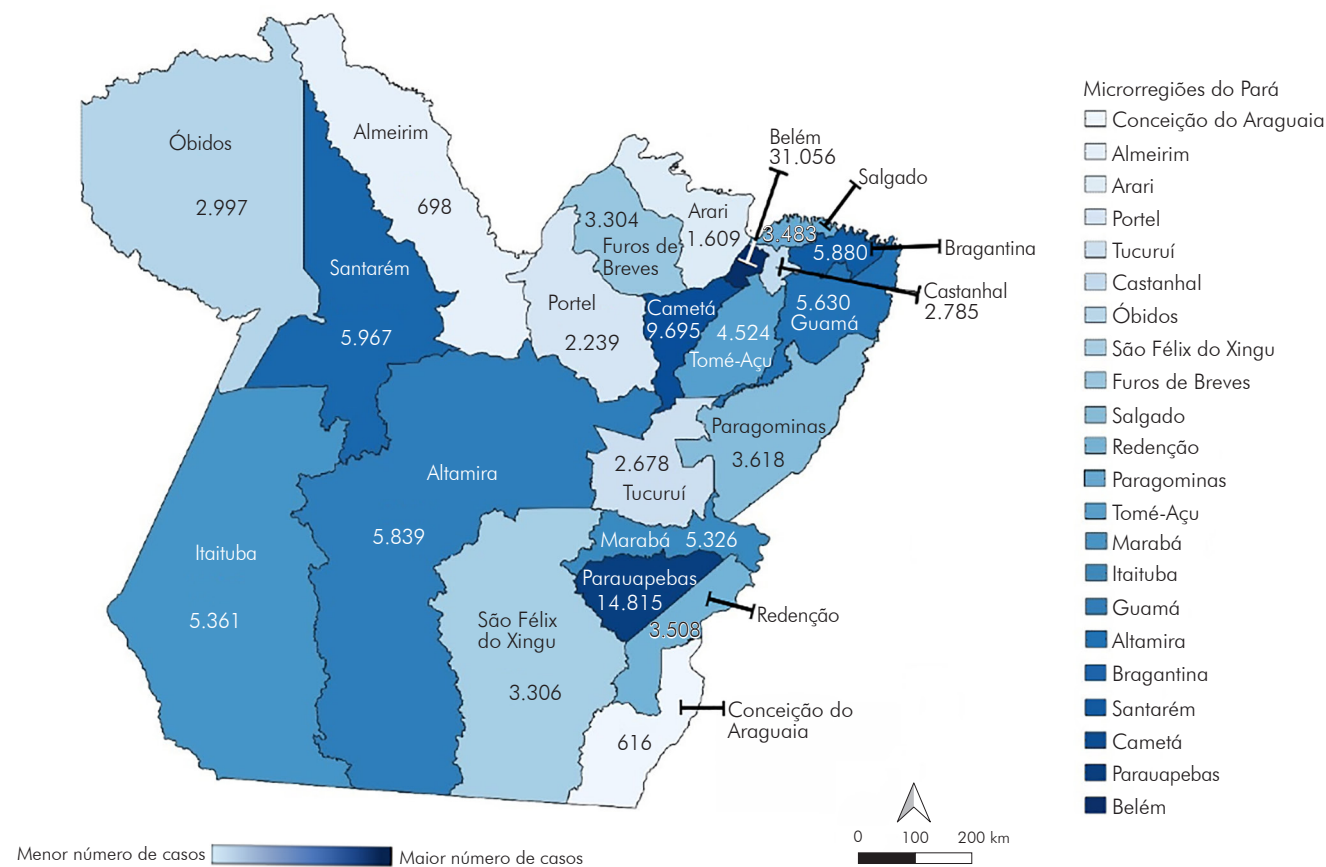 Óbidos
2.997
Almeirim
698
Santarém
5.967
3.304
Furos de
Breves
Arari
1.609
Belém
31.056
Salgado
3.483
5.880
Bragantina
Castanhal
2.785
Portel
2.239
Cametá
9.695
4.524
Tomé-Açu
5.630
Guamá
Paragominas
3.618
2.678
Tucuruí
Altamira
5.839
Itaituba
5.361
Marabá 5.326
Parauapebas
14.815
3.508
Redenção
São Félix
do Xingu
3.306
616
Conceição do
Araguaia
Microrregiões do Pará
Conceição do Araguaia
Almeirim
Arari
Portel
Tucuruí
Castanhal
Óbidos
São Félix do Xingu
Furos de Breves
Salgado
Redenção
Paragominas
Tomé-Açu
Marabá
Itaituba
Guamá
Altamira
Bragantina
Santarém
Cametá
Parauapebas
Belém
0 100 200 km
Menor número de casos Maior número de casos